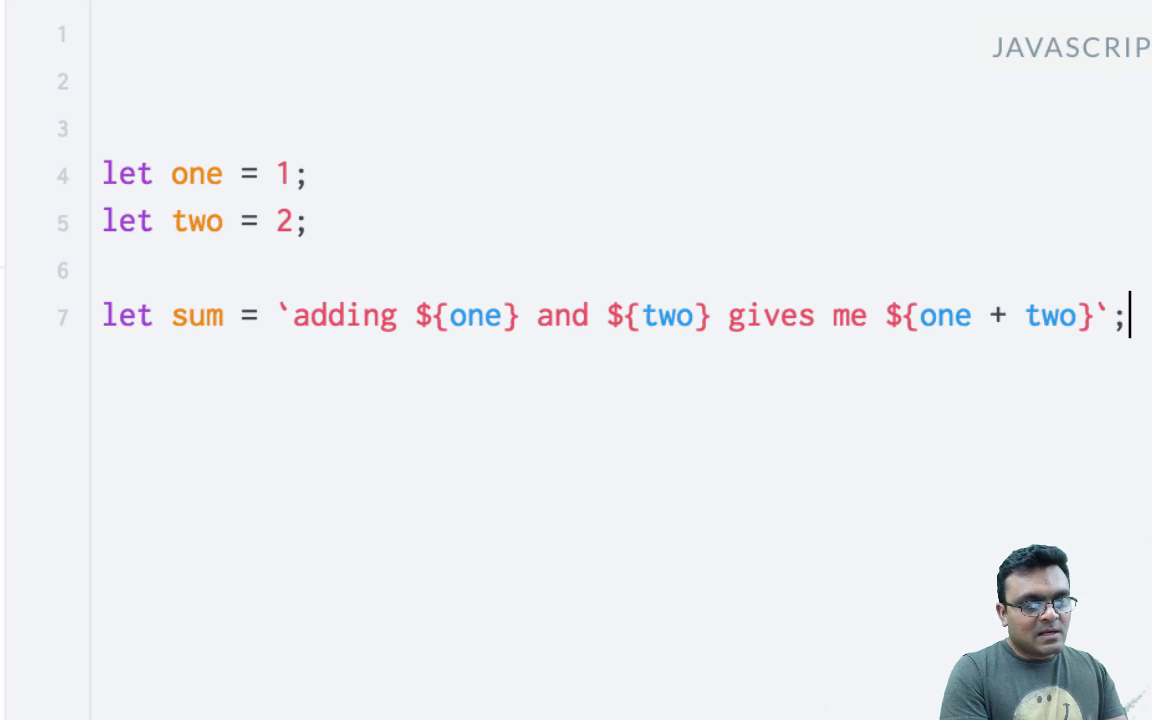 1
JAVASCRIP
2
3
4 let one = 1;
5 let two = 2;
6
7 let sum = `adding ${one} and ${two} gives me ${one + two}`;